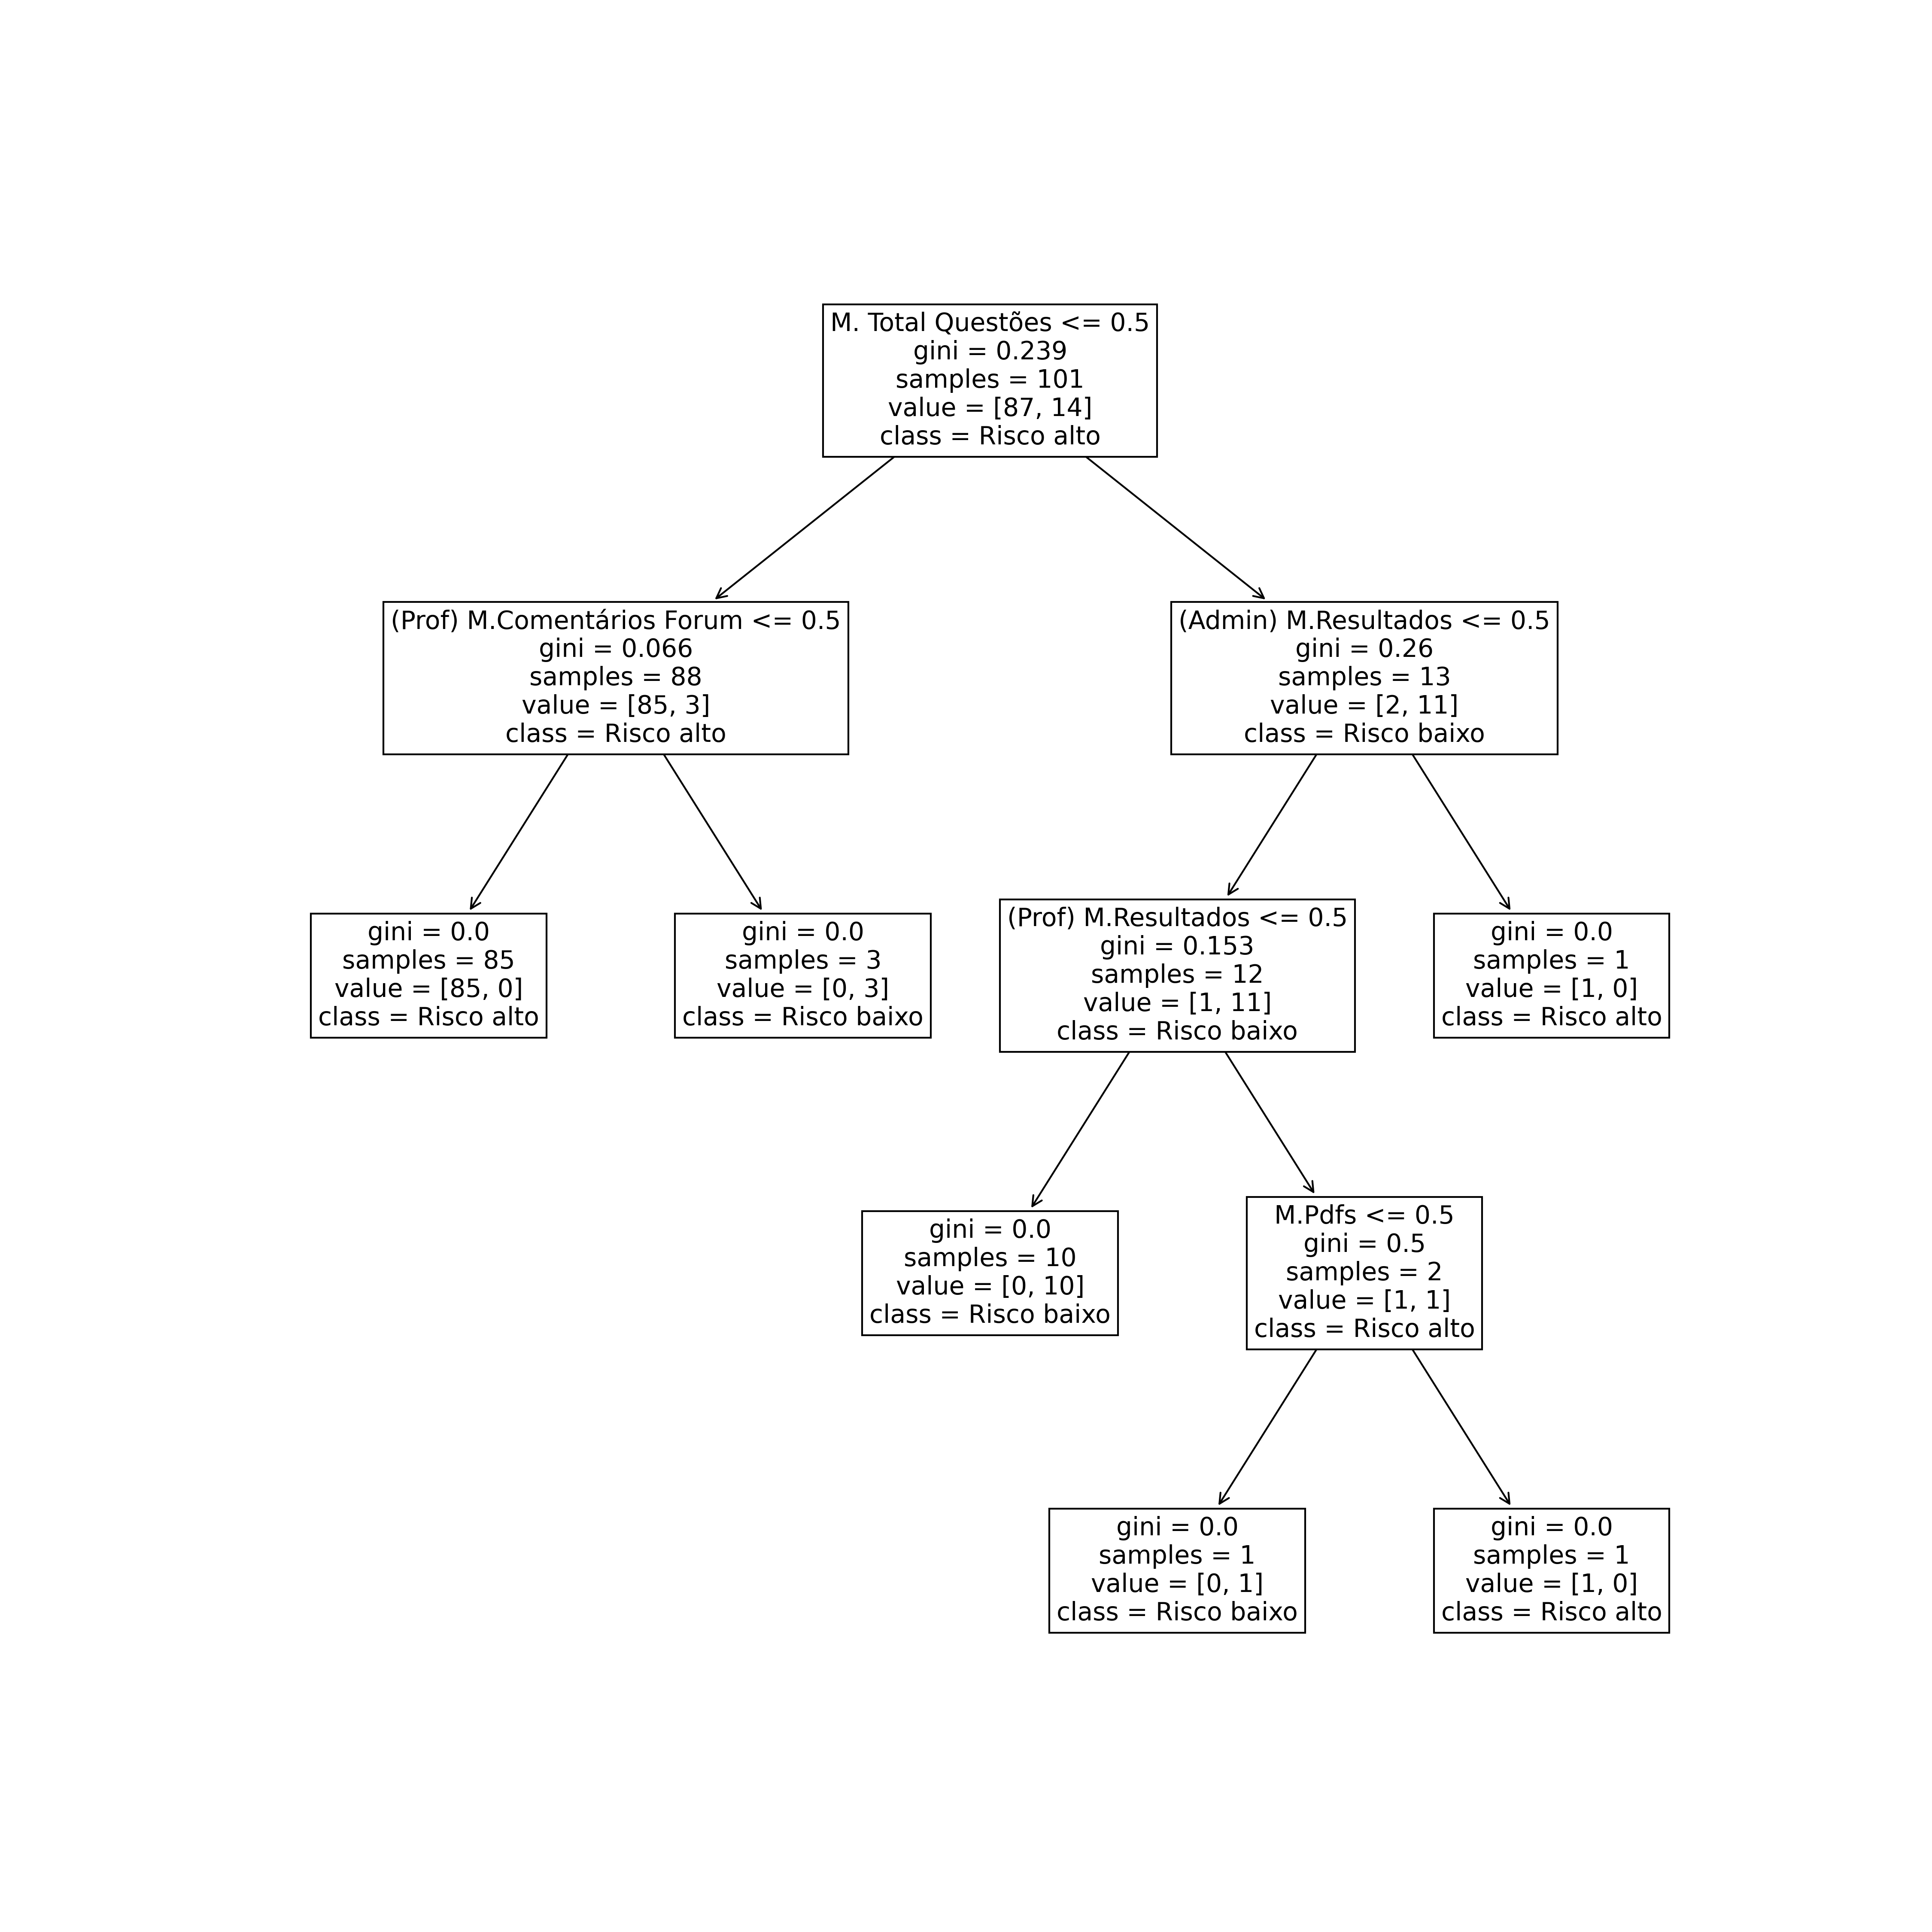 M. Total Questões <= 0.5
gini = 0.239
samples = 101
value = [87, 14]
class = Risco alto
(Prof) M.Comentários Forum <= 0.5
gini = 0.066
samples = 88
value = [85, 3]
class = Risco alto
(Admin) M.Resultados <= 0.5
gini = 0.26
samples = 13
value = [2, 11]
class = Risco baixo
gini = 0.0
samples = 85
value = [85, 0]
class = Risco alto
gini = 0.0
samples = 3
value = [0, 3]
class = Risco baixo
(Prof) M.Resultados <= 0.5
gini = 0.153
samples = 12
value = [1, 11]
class = Risco baixo
gini = 0.0
samples = 1
value = [1, 0]
class = Risco alto
gini = 0.0
samples = 10
value = [0, 10]
class = Risco baixo
M.Pdfs <= 0.5
gini = 0.5
samples = 2
value = [1, 1]
class = Risco alto
gini = 0.0
samples = 1
value = [0, 1]
class = Risco baixo
gini = 0.0
samples = 1
value = [1, 0]
class = Risco alto